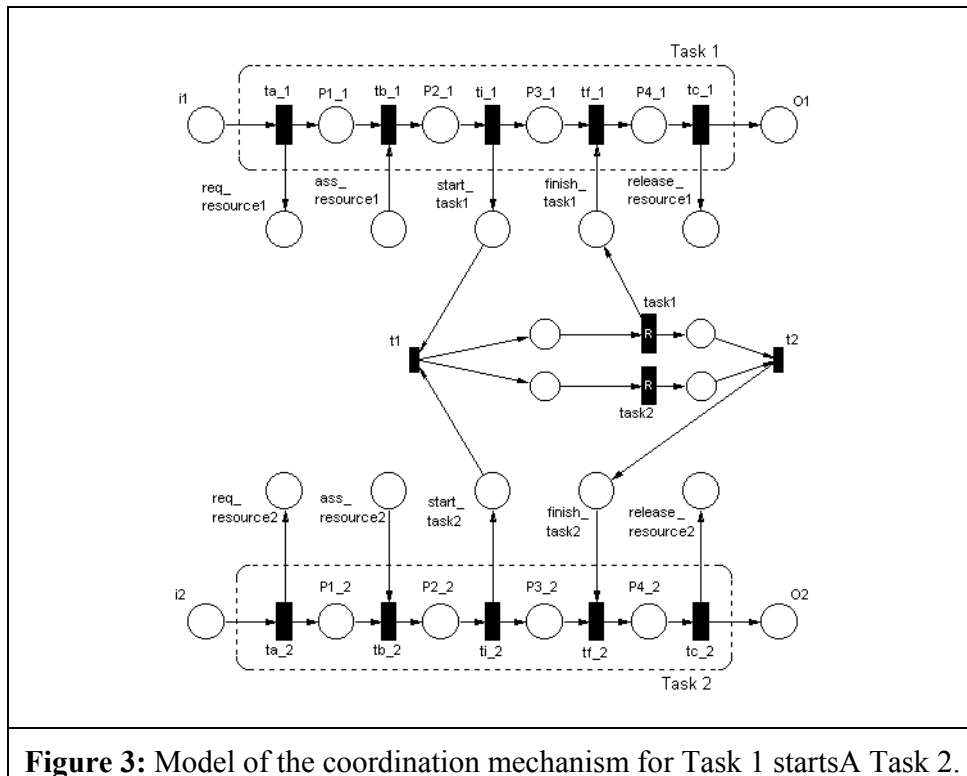 Task 1
i1
ta_1
P1_1
tb_1
P2_1
ti_1
P3_1
tf_1
P4_1
tc_1
O1
req_
resource1
ass_
resource1
start_
task1
finish_
task1
release_
resource1
task1
t1
R
t2
R
task2
req_
resource2
ass_
resource2
start_
task2
finish_
task2
release_
resource2
i2
P1_2
P2_2
P3_2
P4_2
O2
ta_2
tb_2
ti_2
tf_2
tc_2
Task 2
Figure 3: Model of the coordination mechanism for Task 1 startsA Task 2.